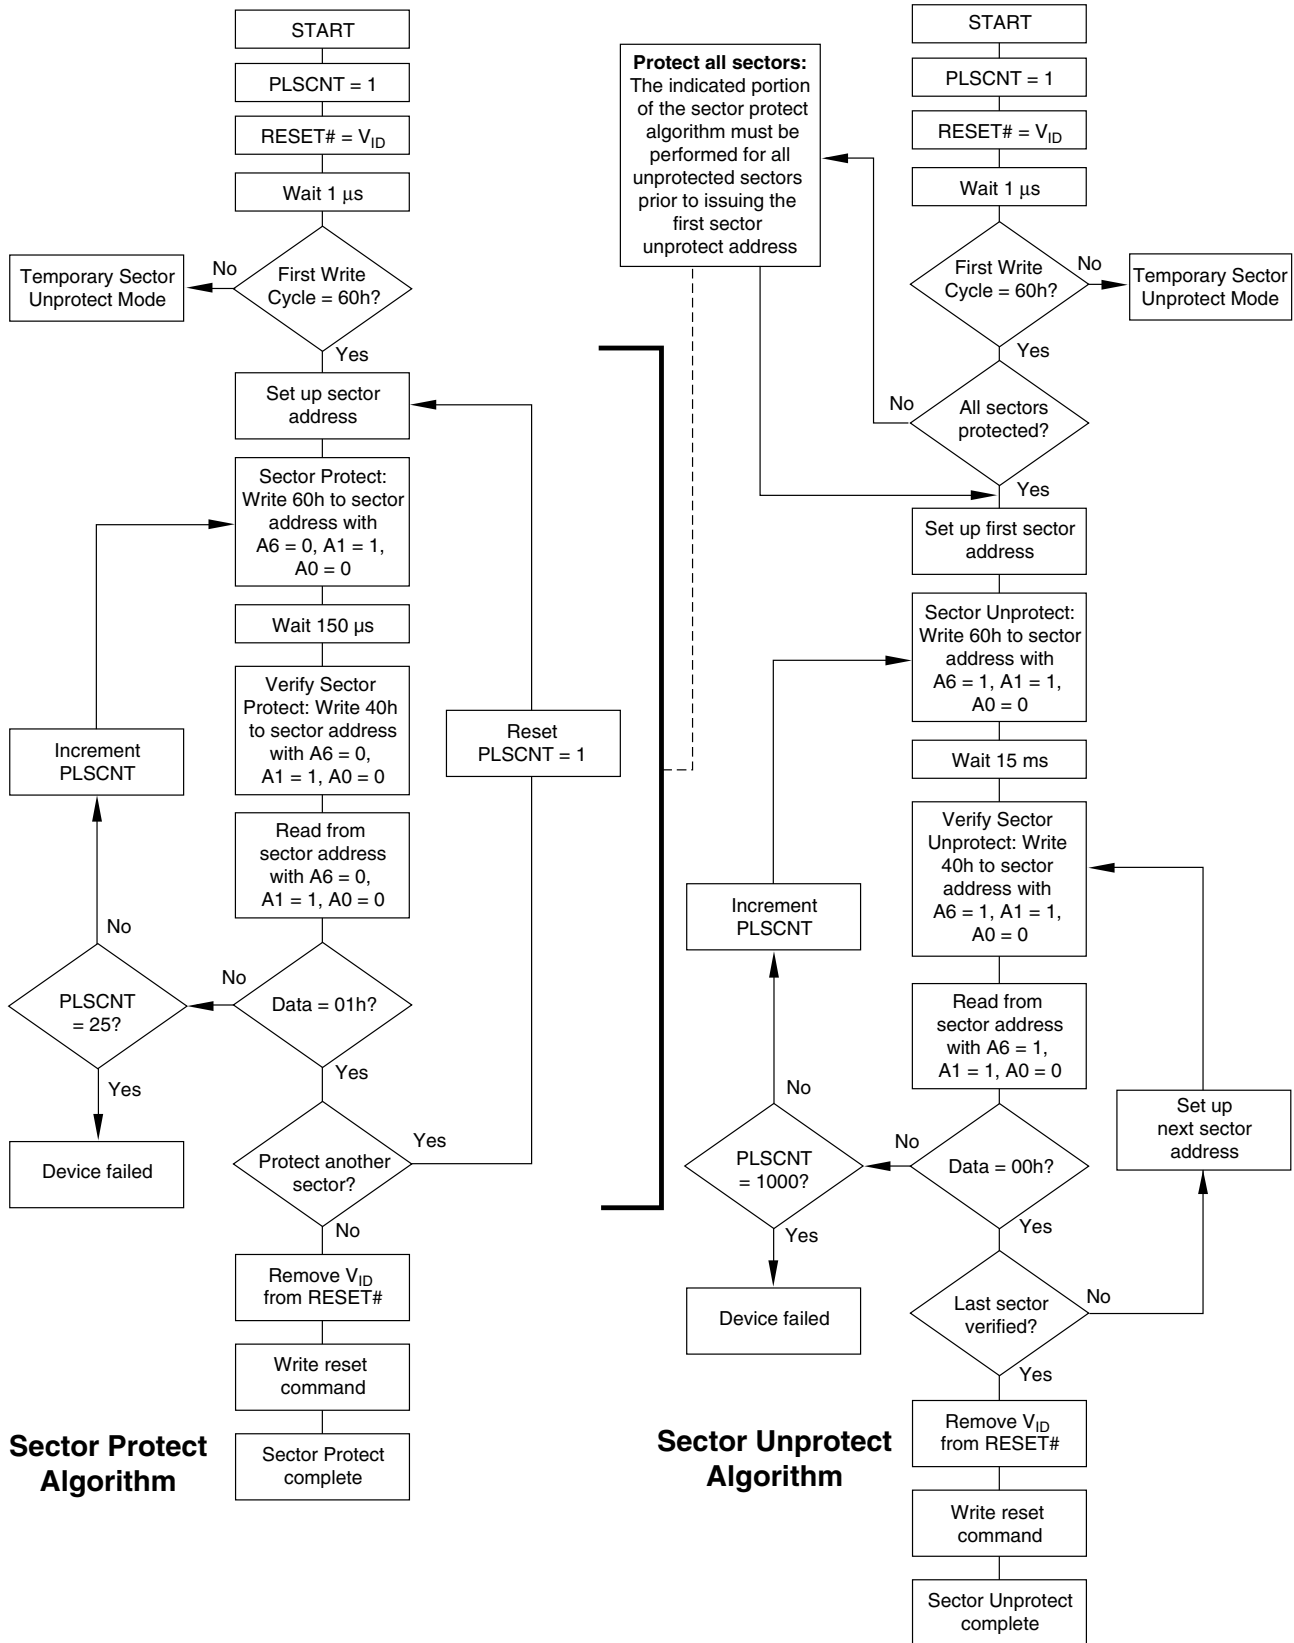 START
PLSCNT = 1
RESET# = VID
Wait 1 μs
First Write
Cycle = 60h?
No
Temporary Sector
Unprotect Mode
Yes
Set up sector
address
Sector Protect:
Write 60h to sector
address with
A6 = 0, A1 = 1,
A0 = 0
Wait 150 µs
Verify Sector
Protect: Write 40h
to sector address
with A6 = 0,
A1 = 1, A0 = 0
Reset
PLSCNT = 1
Increment
PLSCNT
Read from
sector address
with A6 = 0,
A1 = 1, A0 = 0
No
No
PLSCNT
= 25?
Data = 01h?
Yes
Yes
Device failed
Protect another
sector?
Yes
No
Remove VID
from RESET#
Write reset
command
Sector Protect
complete
Sector Protect
Algorithm
Protect all sectors:
The indicated portion
of the sector protect
algorithm must be
performed for all
unprotected sectors
prior to issuing the
first sector
unprotect address
START
PLSCNT = 1
RESET# = VID
Wait 1 μs
First Write
Cycle = 60h?
No
Temporary Sector
Unprotect Mode
Yes
No
All sectors
protected?
Yes
Set up first sector
address
Sector Unprotect:
Write 60h to sector
address with
A6 = 1, A1 = 1,
A0 = 0
Wait 15 ms
Verify Sector
Unprotect: Write
40h to sector
address with
A6 = 1, A1 = 1,
A0 = 0
Increment
PLSCNT
Read from
sector address
with A6 = 1,
A1 = 1, A0 = 0
No
No
PLSCNT
= 1000?
Data = 00h?
Set up
next sector
address
Yes
Yes
Device failed
Last sector
verified?
No
Yes
Remove VID
from RESET#
Write reset
command
Sector Unprotect
complete
Sector Unprotect
Algorithm